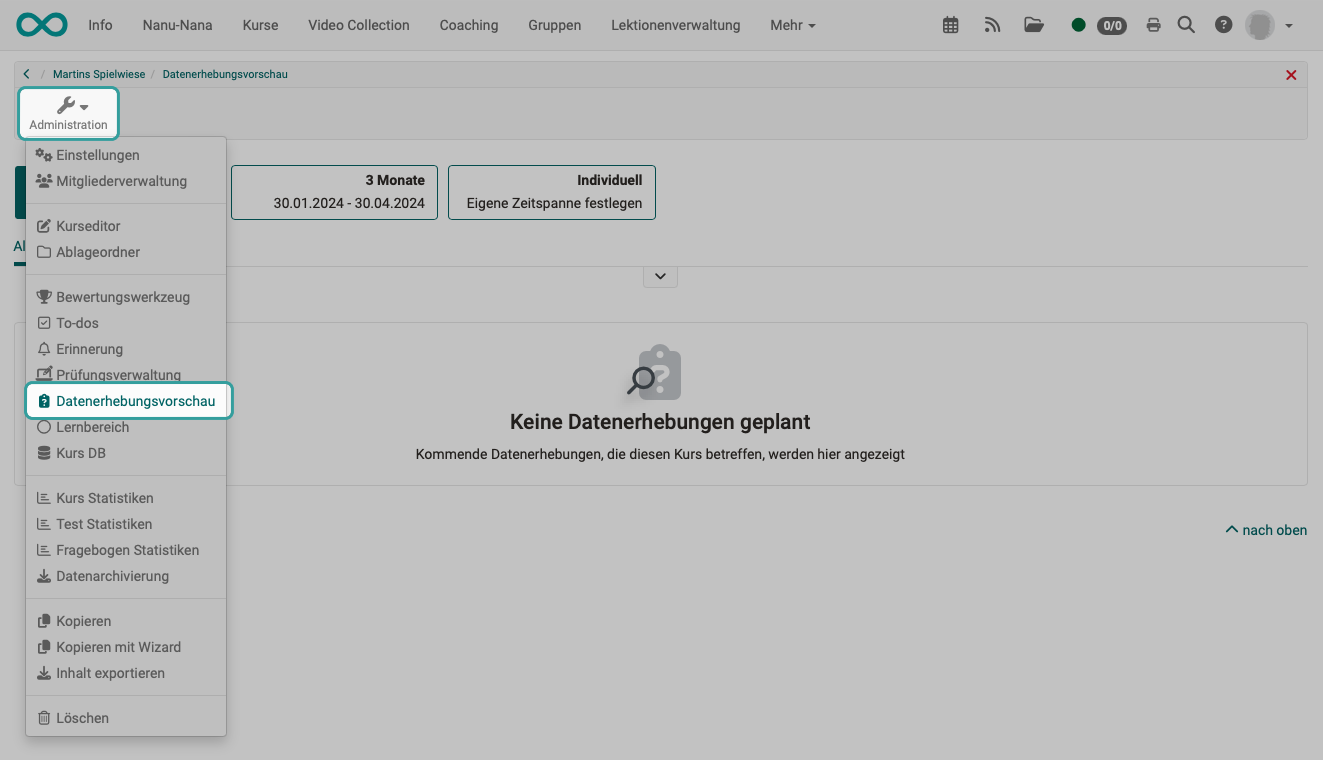 Info Nanu-Nana Kurse Video Collection Coaching Gruppen Lektionenverwaltung Mehr 0/0
/ Martins Spielwiese / Datenerhebungsvorschau
Administration
Einstellungen
Mitgliederverwaltung
Kurseditor
Ablageordner
Bewertungswerkzeug
To-dos
Erinnerung
Prüfungsverwaltung
Datenerhebungsvorschau
Lernbereich
Kurs DB
Kurs Statistiken
Test Statistiken
Fragebogen Statistiken
Datenarchivierung
Kopieren
Kopieren mit Wizard
Inhalt exportieren
Löschen
3 Monate
30.01.2024 - 30.04.2024
Individuell
Eigene Zeitspanne festlegen
Keine Datenerhebungen geplant
Kommende Datenerhebungen, die diesen Kurs betreffen, werden hier angezeigt
nach oben